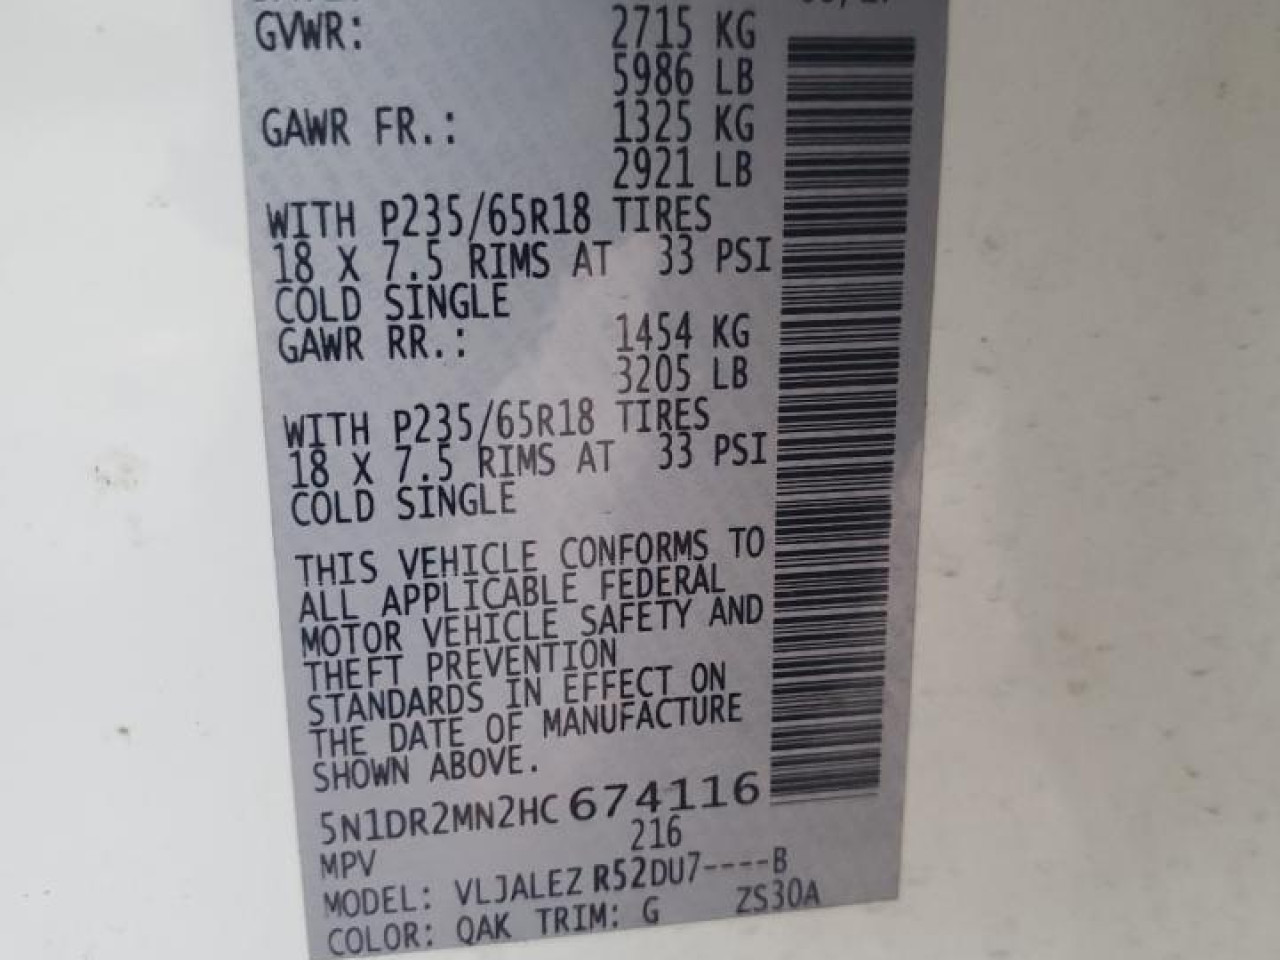 GVWR: 2715 KG
5986 LB
GAWR FR.: 1325 KG
2921 LB
WITH P235/65R18 TIRES
18 X 7.5 RIMS AT 33 PSI
COLD SINGLE
GAWR RR.: 1454 KG
3205 LB
WITH P235/65R18 TIRES
18 X 7.5 RIMS AT 33 PSI
COLD SINGLE
THIS VEHICLE CONFORMS TO
ALL APPLICABLE FEDERAL
MOTOR VEHICLE SAFETY AND
THEFT PREVENTION
STANDARDS IN EFFECT ON
THE DATE OF MANUFACTURE
SHOWN ABOVE.
5N1DR2MN2HC674116
MPV 216
MODEL: VLJALEZ R52DU7----B
COLOR: QAK TRIM: G ZS30A